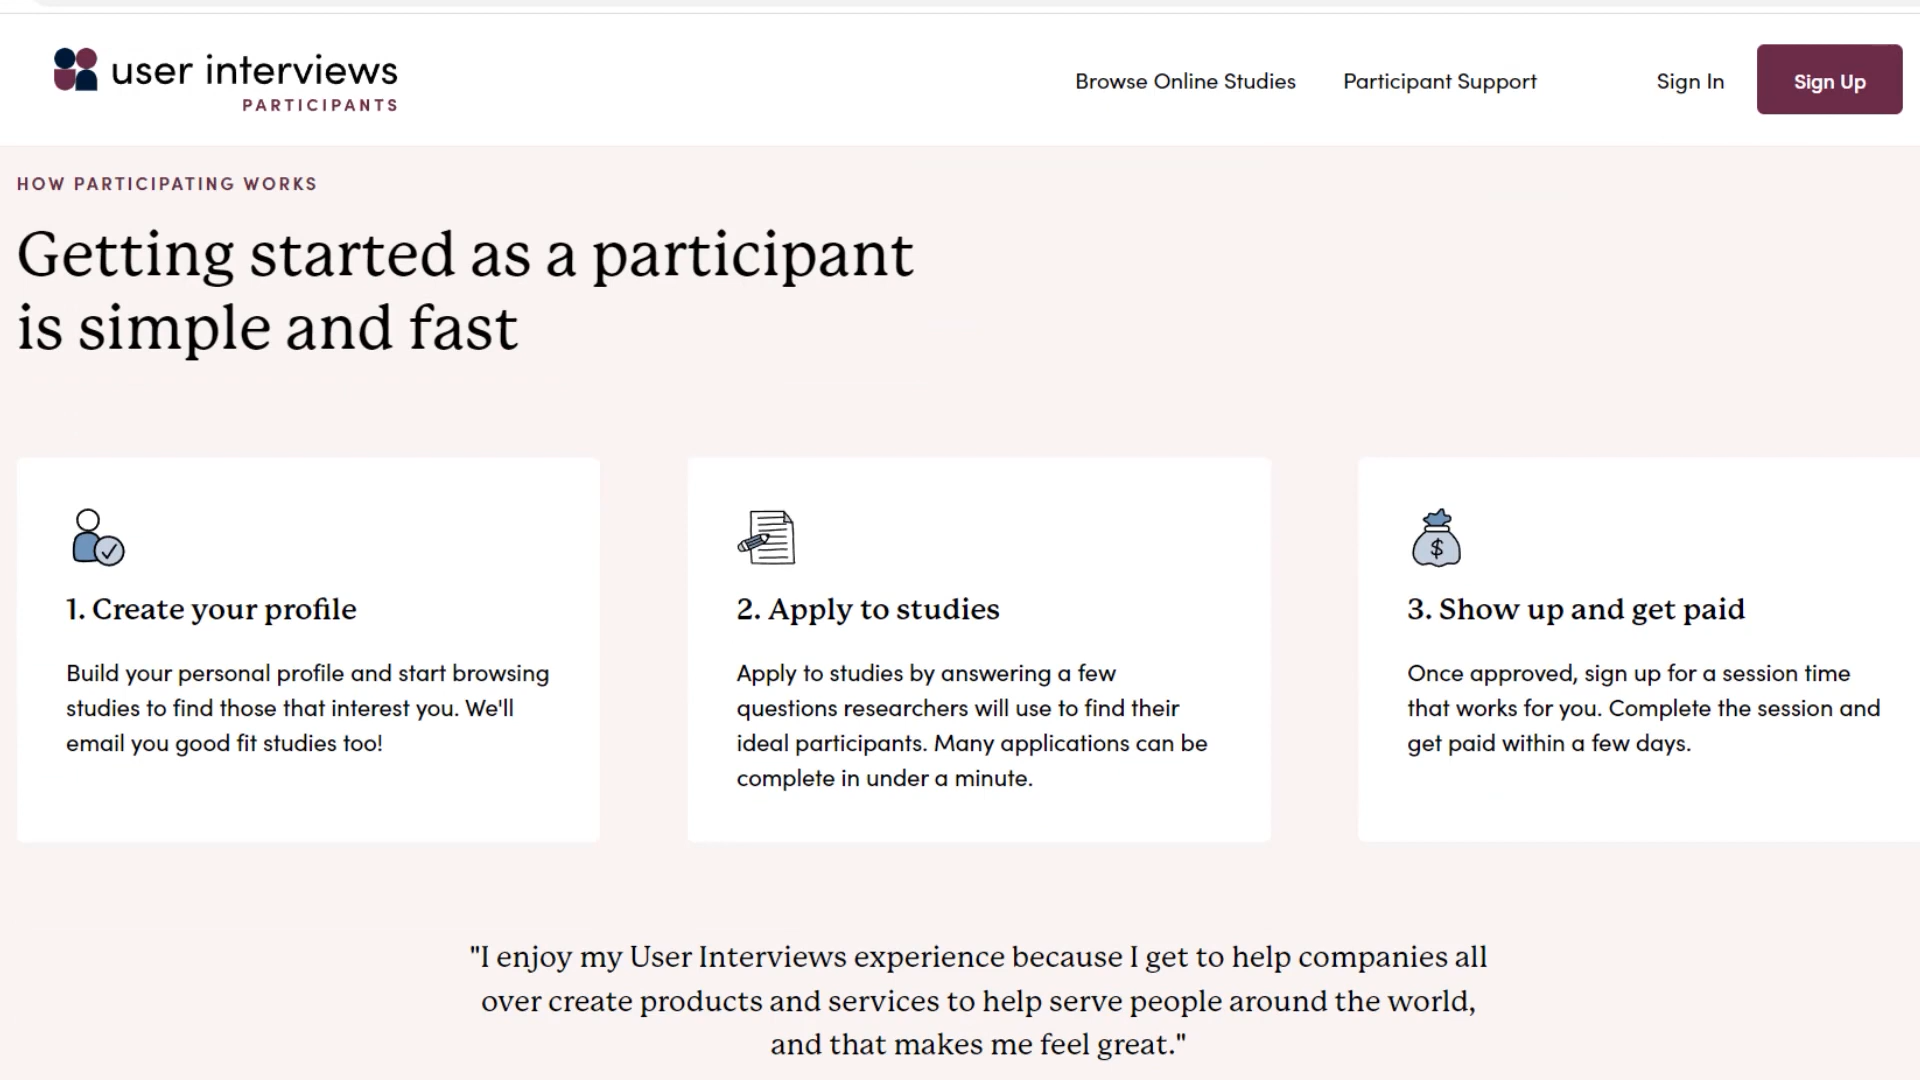 user interviews
PARTICIPANTS
Browse Online Studies
Participant Support
Sign In
Sign Up
HOW PARTICIPATING WORKS
Getting started as a participant
is simple and fast
1. Create your profile
Build your personal profile and start browsing
studies to find those that interest you. We'll
email you good fit studies too!
2. Apply to studies
Apply to studies by answering a few
questions researchers will use to find their
ideal participants. Many applications can be
complete in under a minute.
$
3. Show up and get paid
Once approved, sign up for a session time
that works for you. Complete the session and
get paid within a few days.
"I enjoy my User Interviews experience because I get to help companies all
over create products and services to help serve people around the world,
and that makes me feel great."